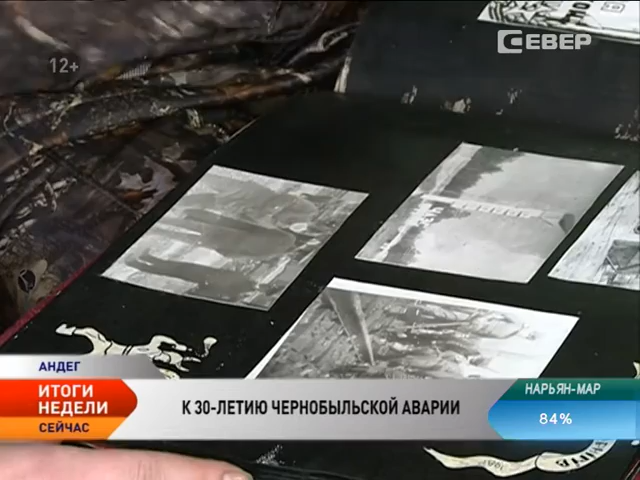 СЕВЕР
12+
АНДЕГ
ИТОГИ
НЕДЕЛИ
СЕЙЧАС
К 30-ЛЕТИЮ ЧЕРНОБЫЛЬСКОЙ АВАРИИ
НАРЬЯН-МАР
84%